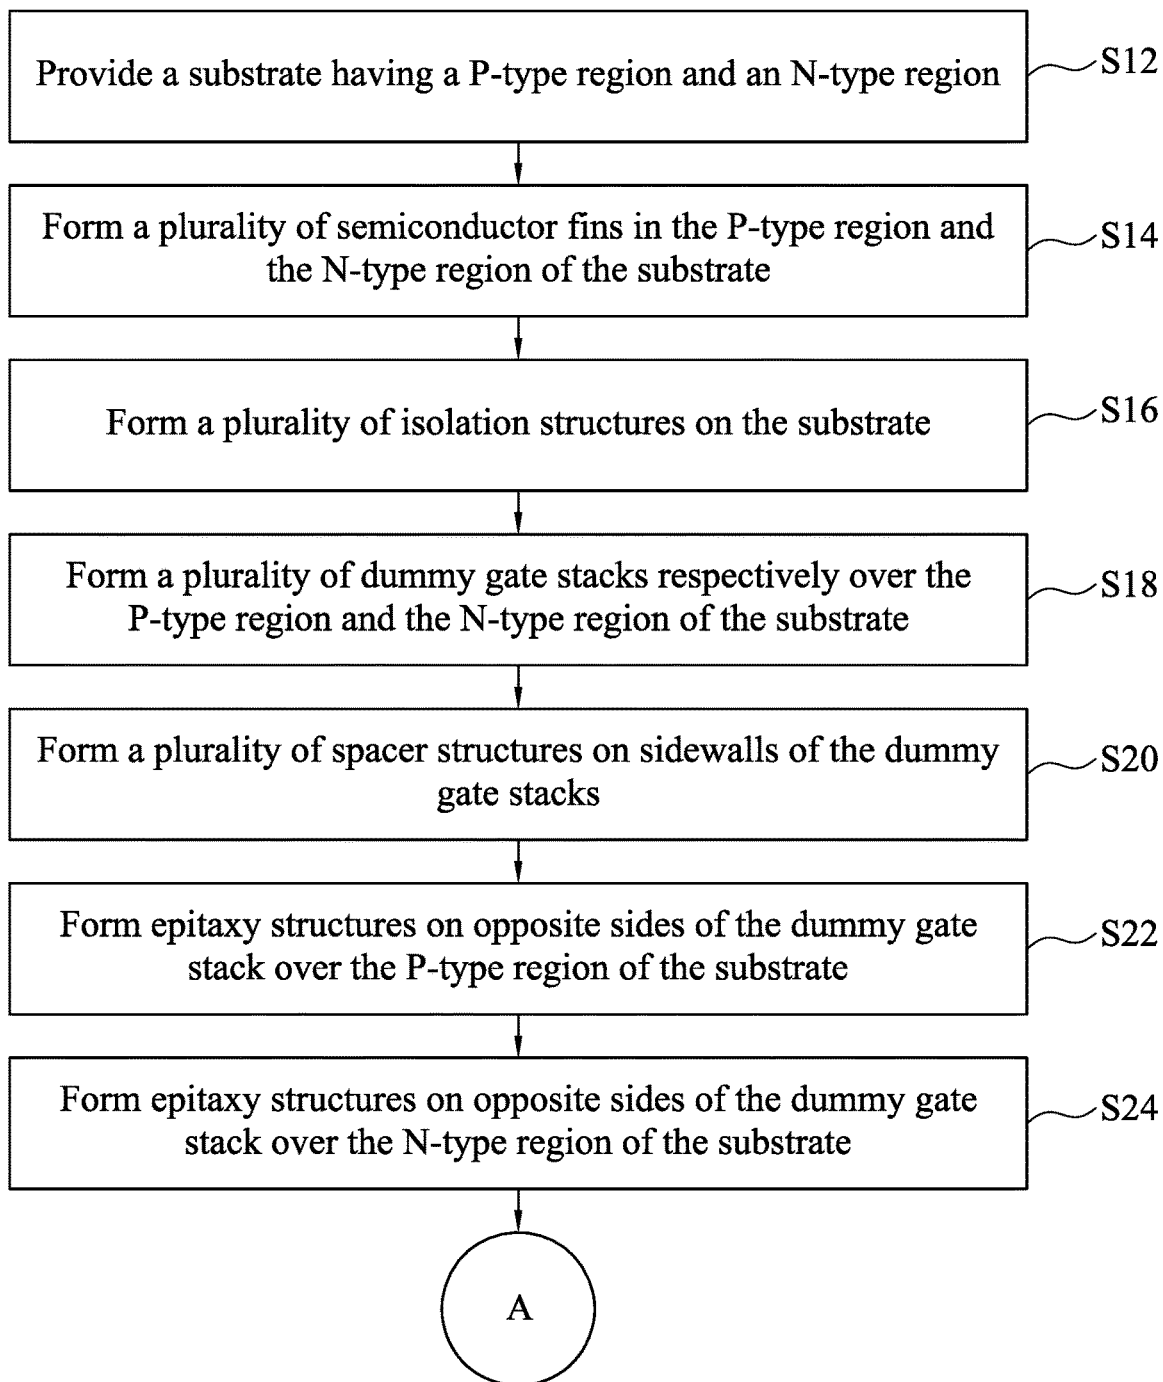 Provide a substrate having a P-type region and an N-type region
S12
Form a plurality of semiconductor fins in the P-type region and
the N-type region of the substrate
S14
Form a plurality of isolation structures on the substrate
S16
Form a plurality of dummy gate stacks respectively over the
P-type region and the N-type region of the substrate
S18
Form a plurality of spacer structures on sidewalls of the dummy
gate stacks
S20
Form epitaxy structures on opposite sides of the dummy gate
stack over the P-type region of the substrate
S22
Form epitaxy structures on opposite sides of the dummy gate
stack over the N-type region of the substrate
S24
A